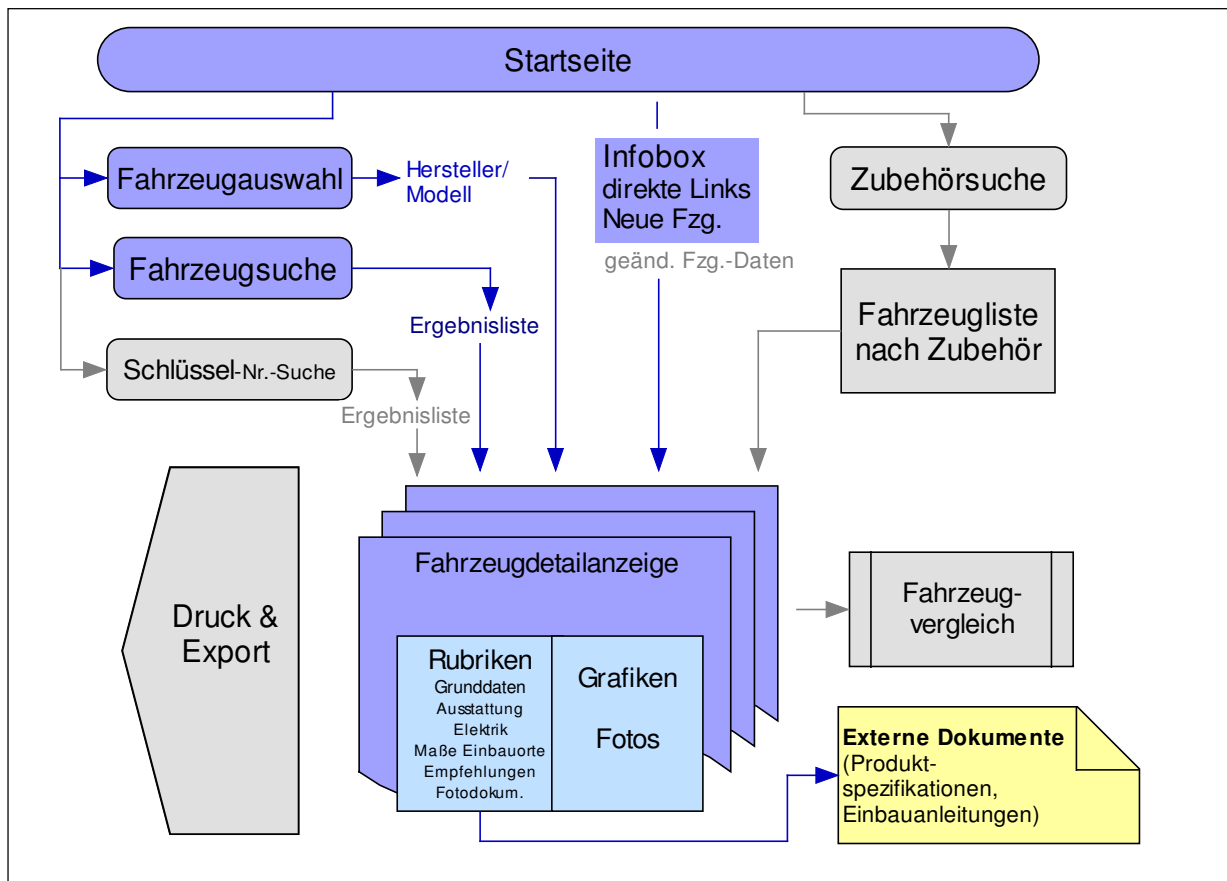 Startseite
Fahrzeugauswahl
Hersteller/
Modell
Infobox
direkte Links
Neue Fzg.
geänd. Fzg.-Daten
Zubehörsuche
Fahrzeugsuche
Ergebnisliste
Fahrzeugliste
nach Zubehör
Schlüssel-Nr.-Suche
Ergebnisliste
Druck &
Export
Fahrzeugdetailanzeige
Rubriken
Grunddaten
Ausstattung
Elektrik
Maße Einbauorte
Empfehlungen
Fotodokum.
Grafiken
Fotos
Fahrzeug-
vergleich
Externe Dokumente
(Produkt-
spezifikationen,
Einbauanleitungen)